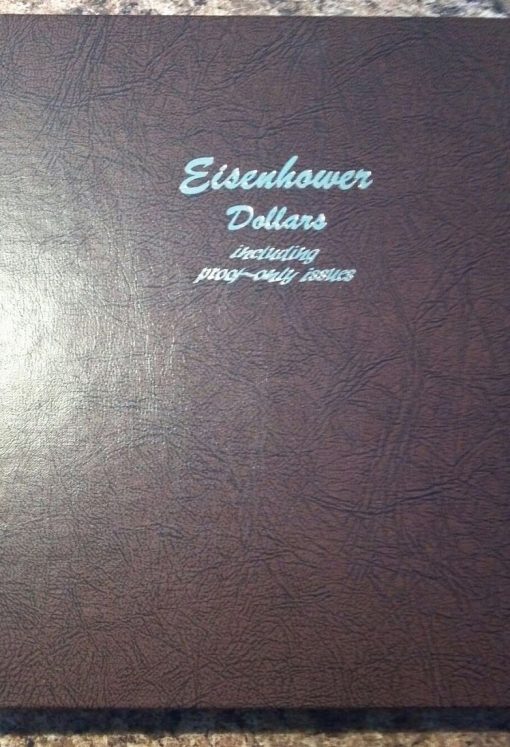 Eisenhower
Dollars
including
proof-only issues